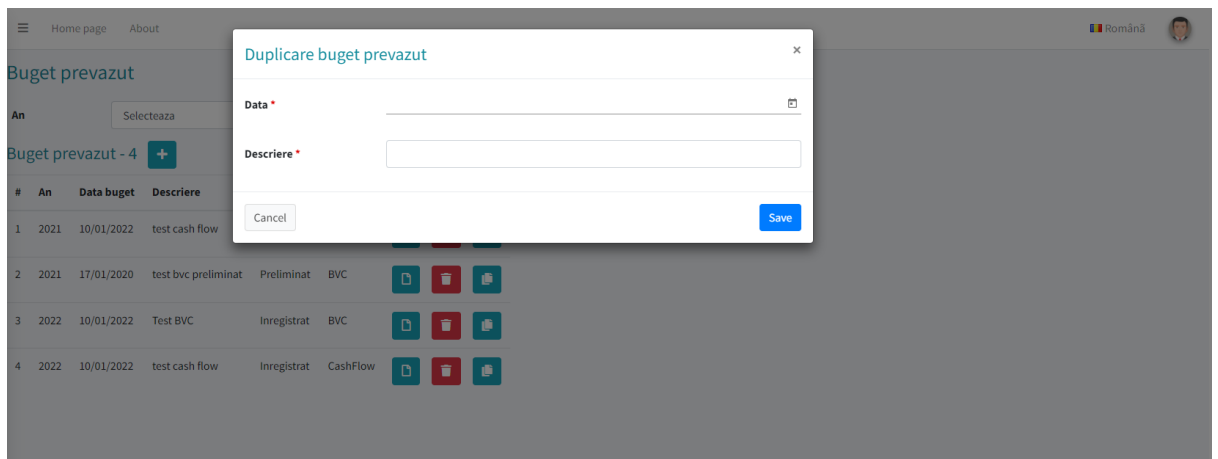 Home page About Română
Duplicare buget prevazut ×
Buget prevazut
Data *
An Selecteaza
Descriere *
Buget prevazut - 4 +
# An Data buget Descriere
Cancel Save
1 2021 10/01/2022 test cash flow
2 2021 17/01/2020 test bvc preliminat Preliminat BVC
3 2022 10/01/2022 Test BVC Inregistrat BVC
4 2022 10/01/2022 test cash flow Inregistrat CashFlow